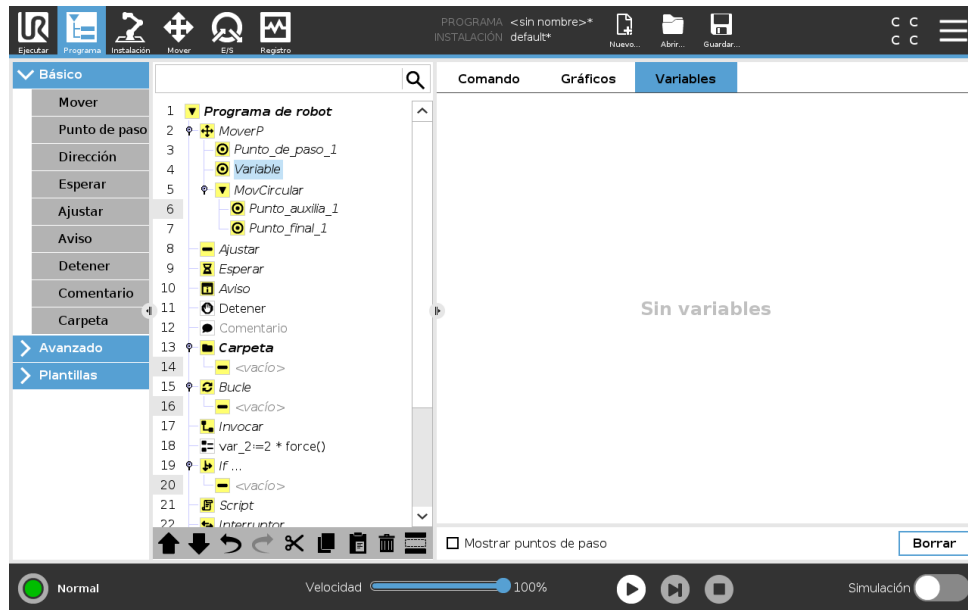 UR
PROGRAMA <sin nombre>*
INSTALACIÓN default*
Ejecutar Programa Instalación Mover E/S Registro
Nuevo... Abrir... Guardar...
C C
C C
Básico
Mover
Punto de paso
Dirección
Esperar
Ajustar
Aviso
Detener
Comentario
Carpeta
Avanzado
Plantillas
1 Programa de robot
2 MoverP
3 Punto_de_paso_1
4 Variable
5 MovCircular
6 Punto_auxilia_1
7 Punto_final_1
8 Ajustar
9 Esperar
10 Aviso
11 Detener
12 Comentario
13 Carpeta
14 <vacío>
15 Bucle
16 <vacío>
17 Invocar
18 var_2:=2 * force()
19 If ...
20 <vacío>
21 Script
22 Interruptor
Comando Gráficos Variables
Sin variables
Mostrar puntos de paso
Borrar
Normal
Velocidad 100%
Simulación